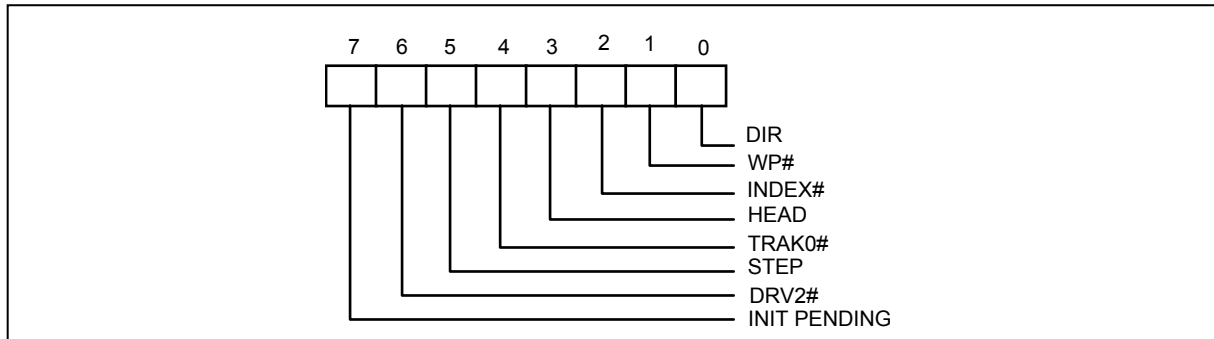 7 6 5 4 3 2 1 0
DIR
WP#
INDEX#
HEAD
TRAK0#
STEP
DRV2#
INIT PENDING